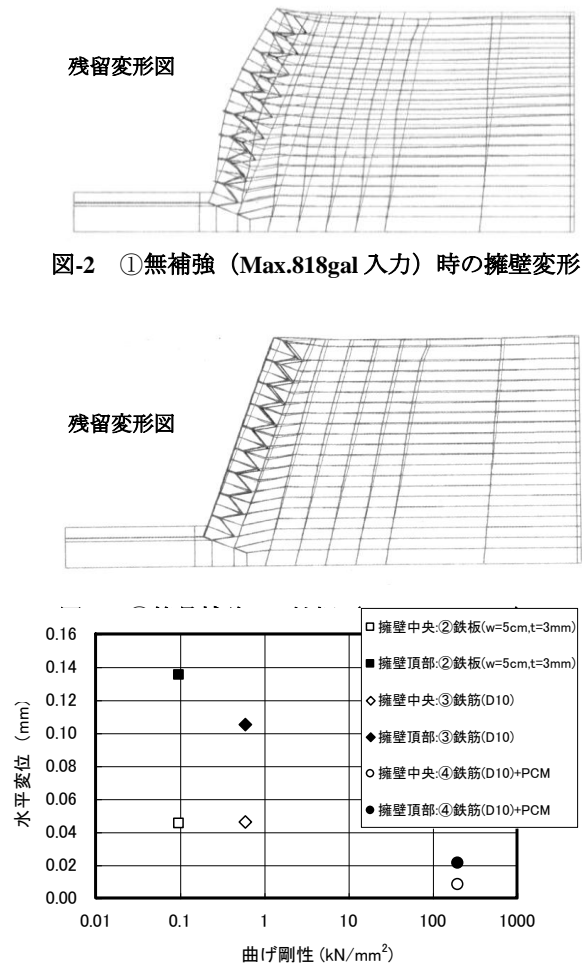 残留変形図
図-2 ①無補強（Max.818gal 入力）時の擁壁変形
残留変形図
0.16
0.14
0.12
0.10
0.08
0.06
0.04
0.02
0.00
水平変位 (mm)
0.01 0.1 1 10 100 1000
曲げ剛性 (kN/mm²)
□ 擁壁中央:②鉄板(w=5cm,t=3mm)
■ 擁壁頂部:②鉄板(w=5cm,t=3mm)
◇ 擁壁中央:③鉄筋(D10)
◆ 擁壁頂部:③鉄筋(D10)
○ 擁壁中央:④鉄筋(D10)+PCM
● 擁壁頂部:④鉄筋(D10)+PCM